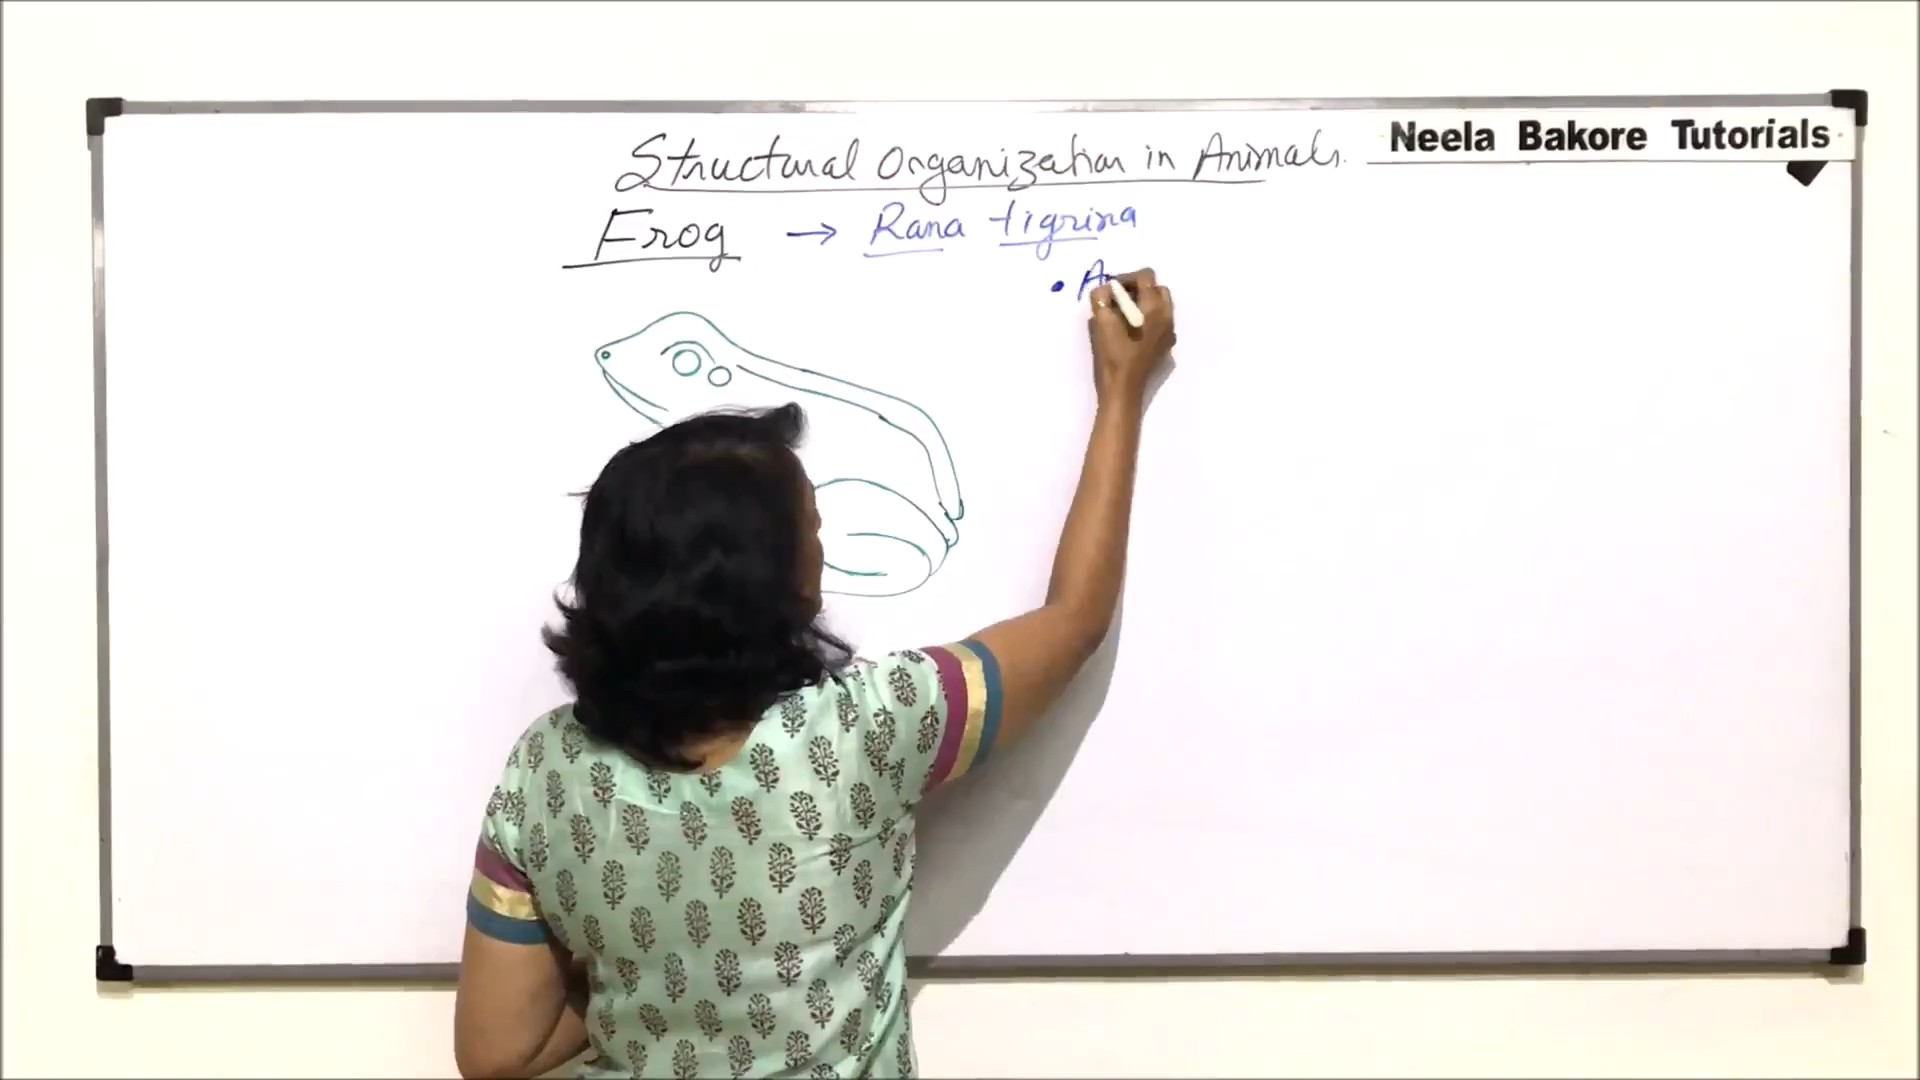 Structural Organization in Animals.
Neela Bakore Tutorials
Frog → Rana tigrina